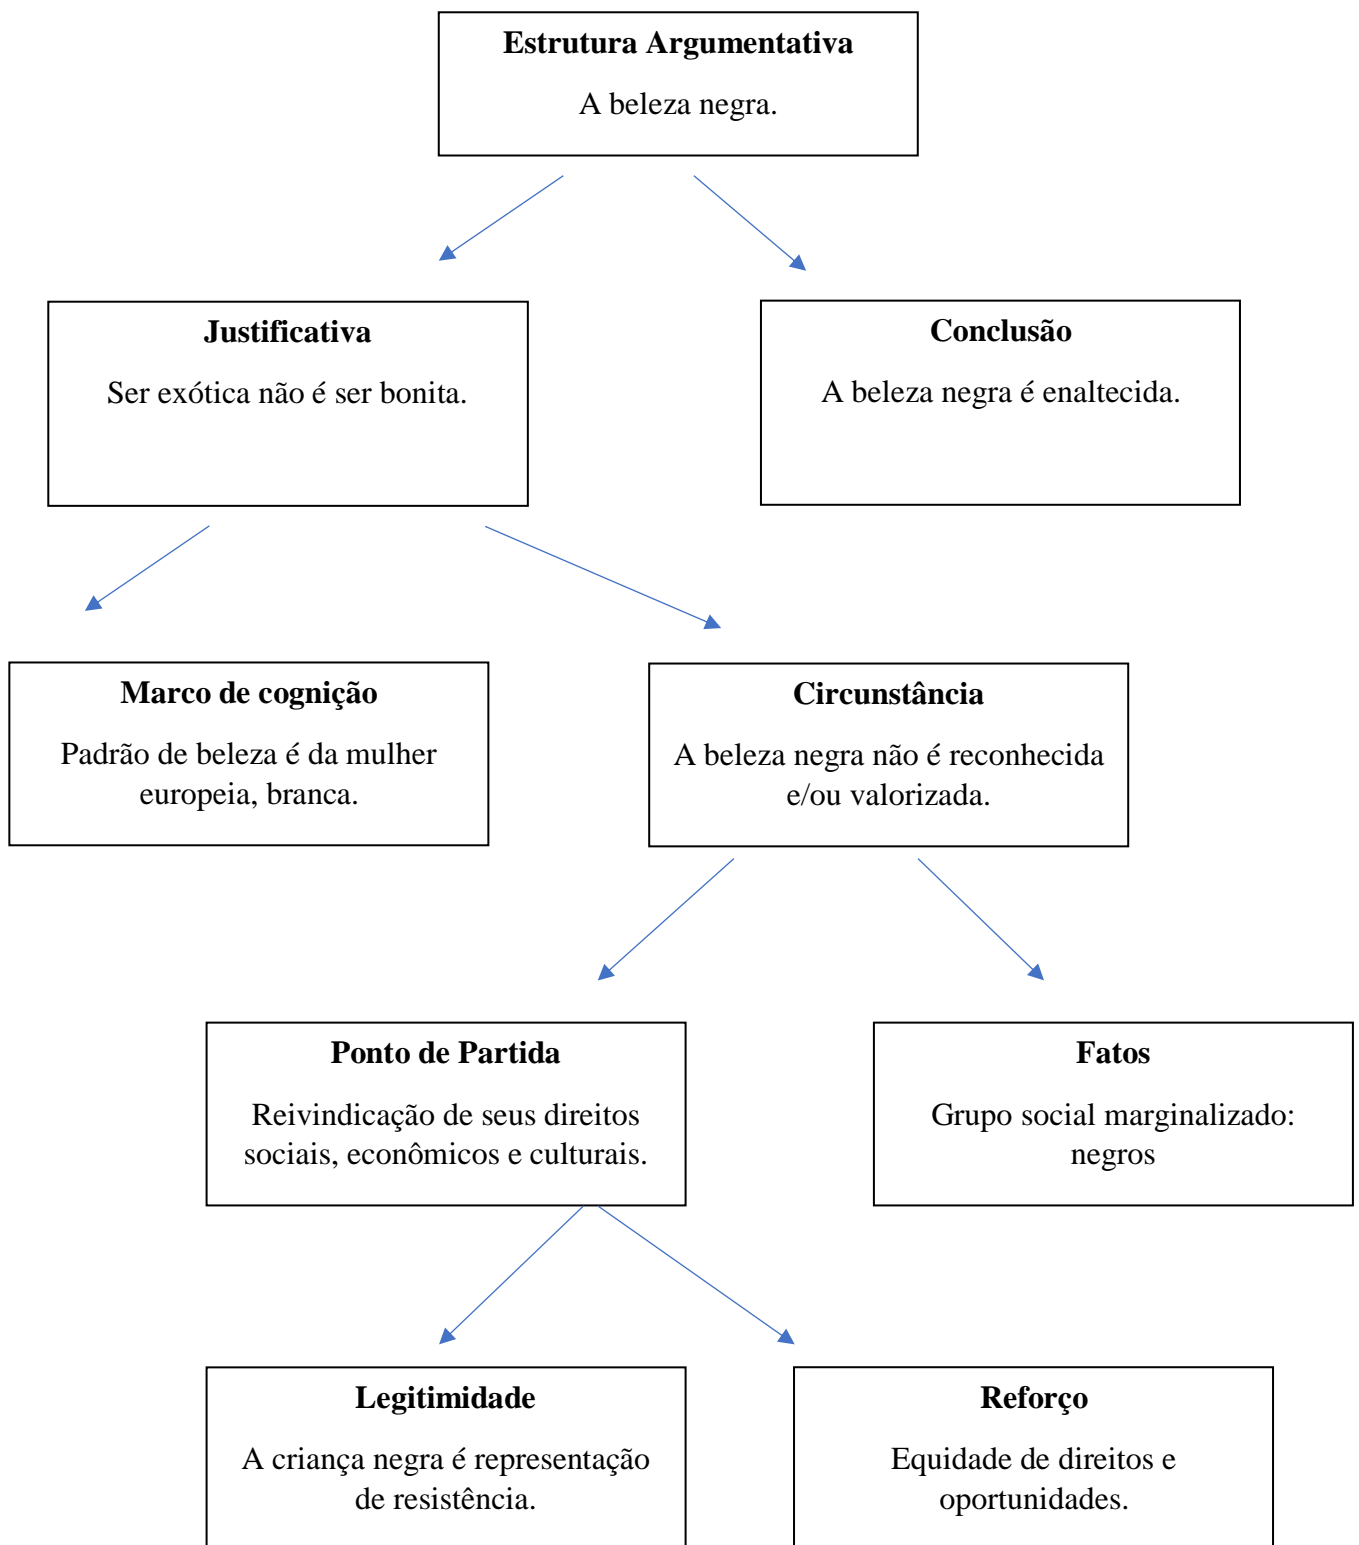 Estrutura Argumentativa
A beleza negra.
Justificativa
Ser exótica não é ser bonita.
Conclusão
A beleza negra é enaltecida.
Marco de cognição
Padrão de beleza é da mulher
europeia, branca.
Circunstância
A beleza negra não é reconhecida
e/ou valorizada.
Ponto de Partida
Reivindicação de seus direitos
sociais, econômicos e culturais.
Fatos
Grupo social marginalizado:
negros
Legitimidade
A criança negra é representação
de resistência.
Reforço
Equidade de direitos e
oportunidades.